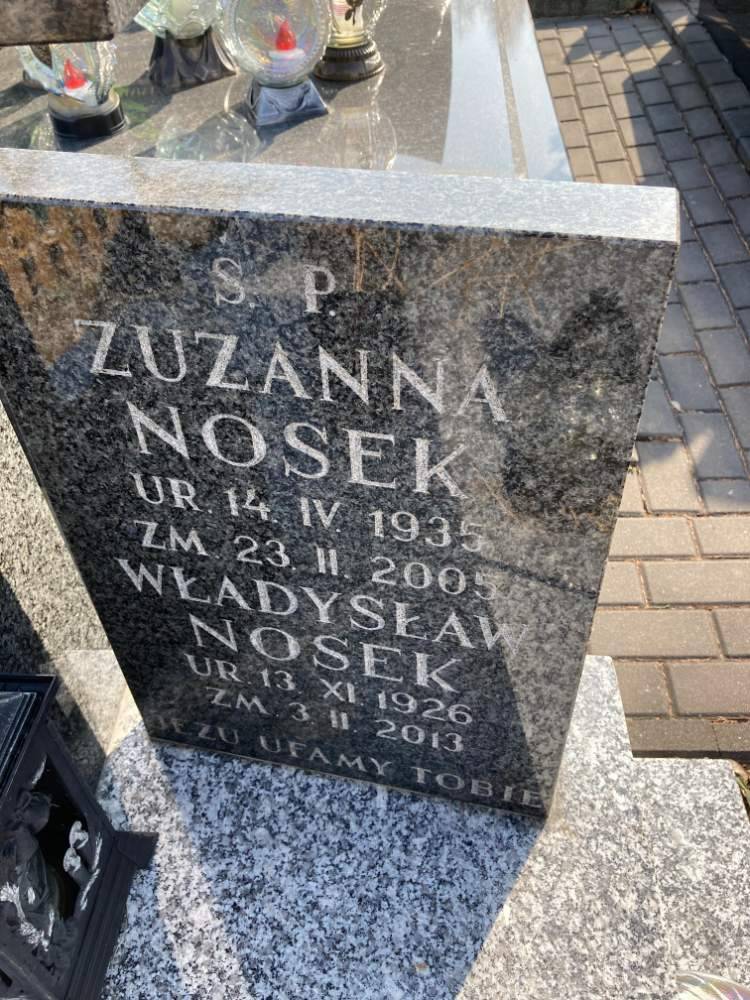 Ś. P.
ZUZANNA
NOSEK
UR. 14. IV. 1935
ZM. 23. II. 2005
WŁADYSŁAW
NOSEK
UR. 13. XI 1926
ZM. 3 II. 2013
JEZU UFAMY TOBIE